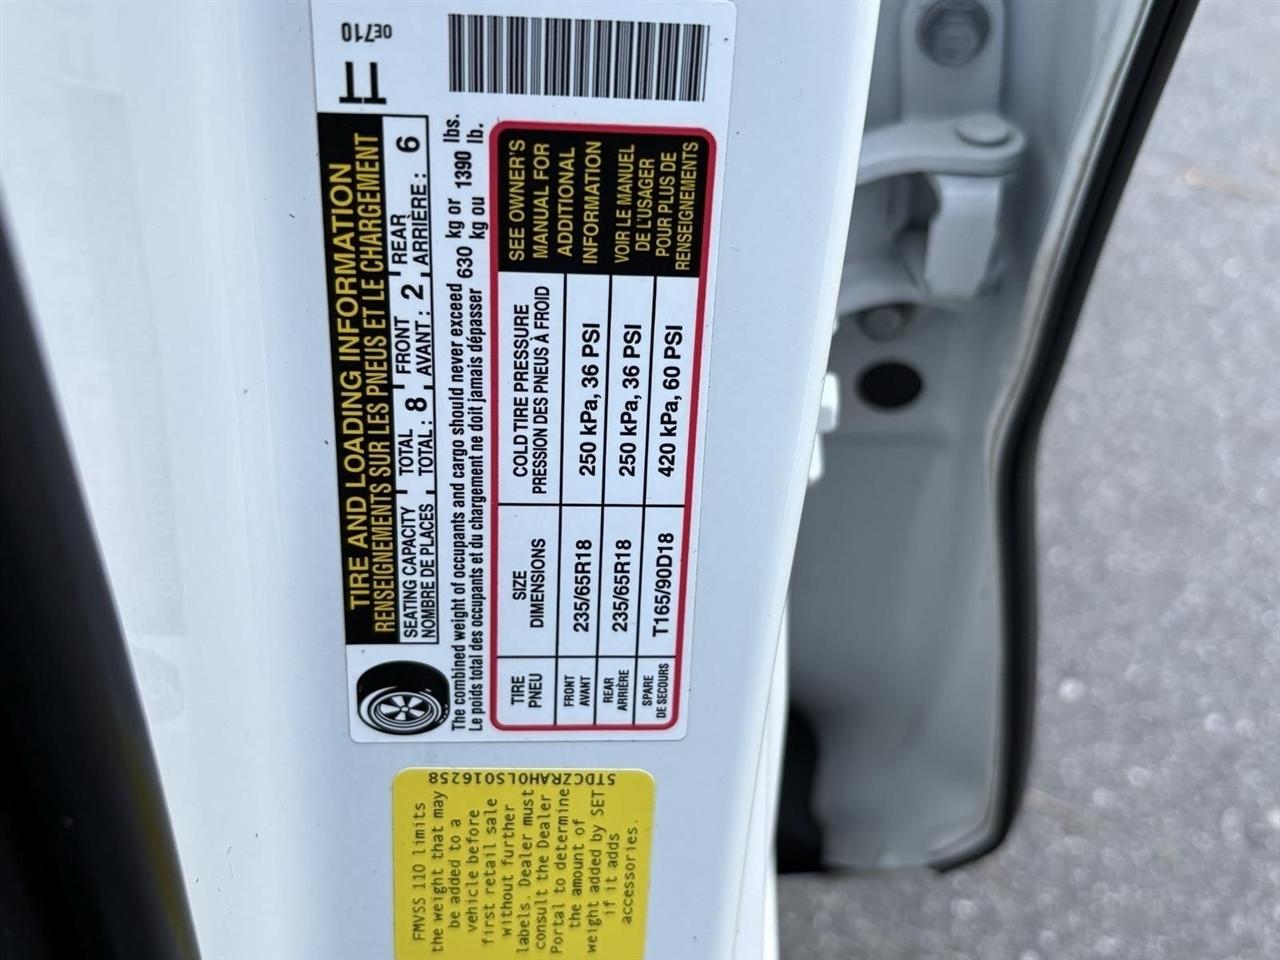 0E710
TIRE AND LOADING INFORMATION
RENSEIGNEMENTS SUR LES PNEUS ET LE CHARGEMENT
SEATING CAPACITY TOTAL FRONT REAR
NOMBRE DE PLACES TOTAL : 8 AVANT : 2 ARRIÈRE : 6
The combined weight of occupants and cargo should never exceed 630 kg or 1390 lbs.
Le poids total des occupants et du chargement ne doit jamais dépasser kg ou lb.
TIRE
PNEU
SIZE
DIMENSIONS
COLD TIRE PRESSURE
PRESSION DES PNEUS À FROID
FRONT
AVANT
235/65R18
250 kPa, 36 PSI
REAR
ARRIÈRE
235/65R18
250 kPa, 36 PSI
SPARE
DE SECOURS
T165/90D18
420 kPa, 60 PSI
SEE OWNER'S
MANUAL FOR
ADDITIONAL
INFORMATION
VOIR LE MANUEL
DE L'USAGER
POUR PLUS DE
RENSEIGNEMENTS
5TDCZRAH0LS016258
FMVSS 110 limits
the weight that may
be added to a
vehicle before
first retail sale
without further
labels. Dealer must
consult the Dealer
Portal to determine
the amount of
weight added by SET
if it adds
accessories.